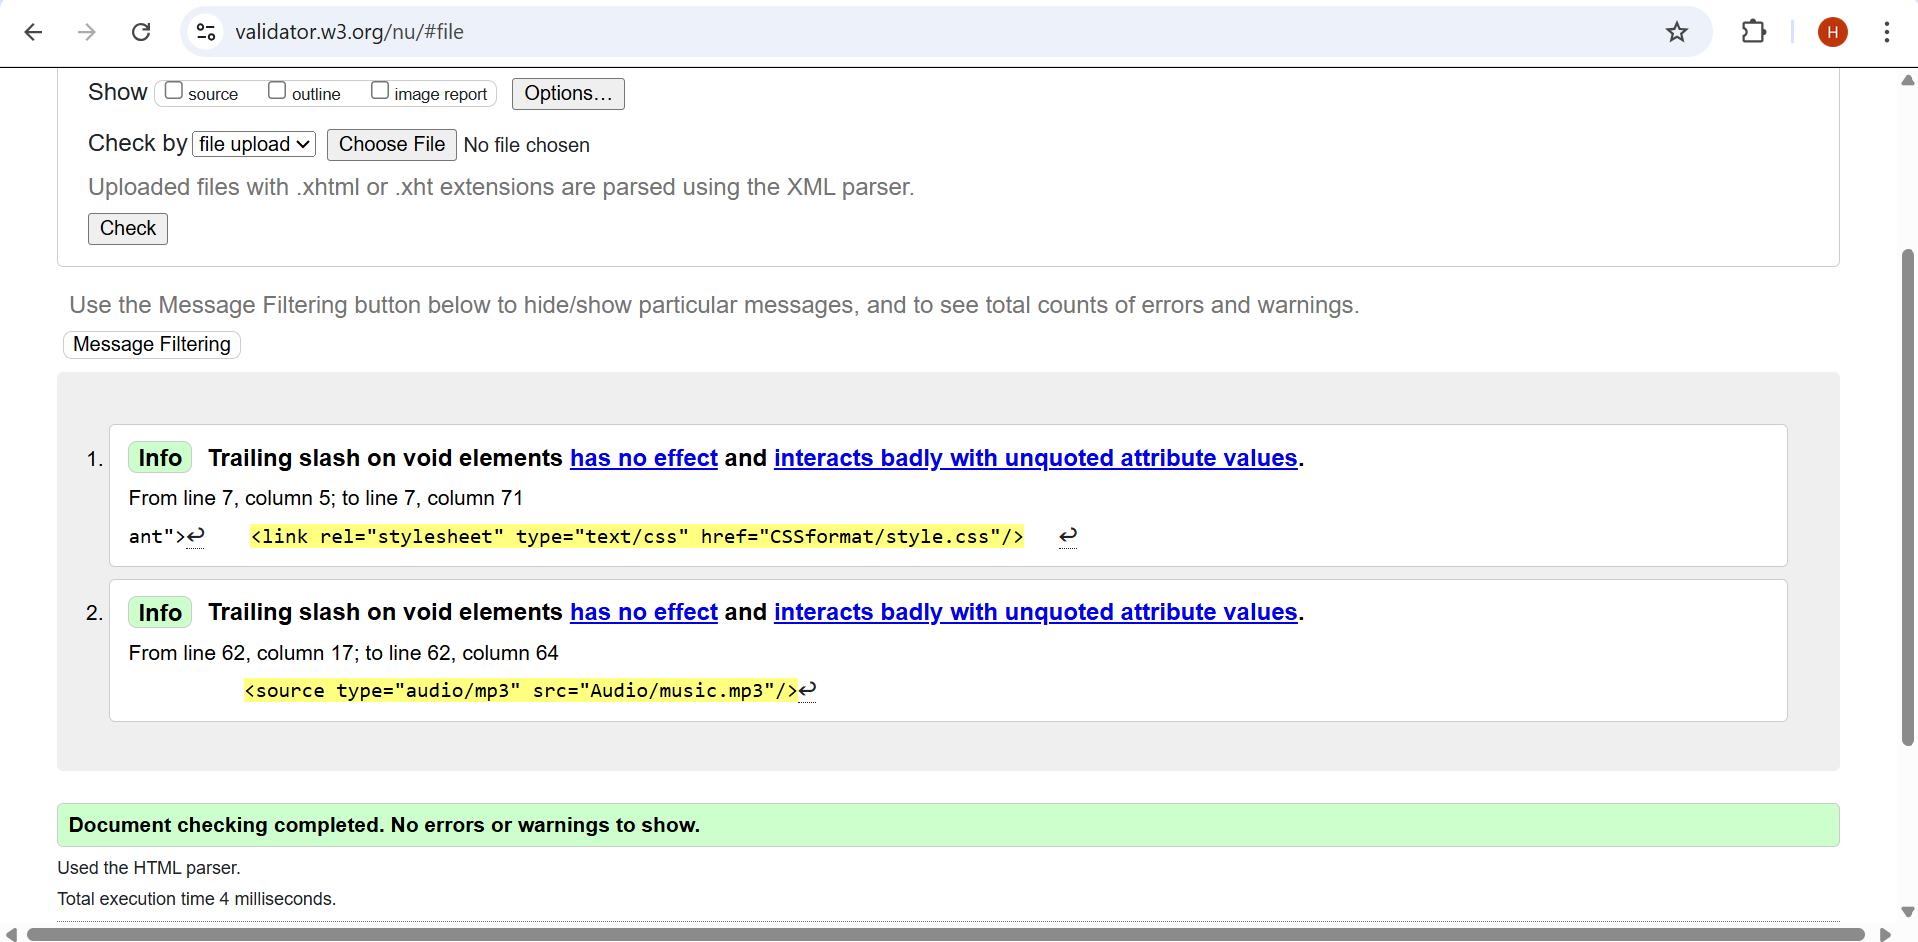 validator.w3.org/nu/#file
H
Show source outline image report Options...
Check by file upload Choose File No file chosen
Uploaded files with .xhtml or .xht extensions are parsed using the XML parser.
Check
Use the Message Filtering button below to hide/show particular messages, and to see total counts of errors and warnings.
Message Filtering
1. Info Trailing slash on void elements has no effect and interacts badly with unquoted attribute values.
From line 7, column 5; to line 7, column 71
ant">↩ <link rel="stylesheet" type="text/css" href="CSSformat/style.css"/> ↩
2. Info Trailing slash on void elements has no effect and interacts badly with unquoted attribute values.
From line 62, column 17; to line 62, column 64
<source type="audio/mp3" src="Audio/music.mp3"/>↩
Document checking completed. No errors or warnings to show.
Used the HTML parser.
Total execution time 4 milliseconds.